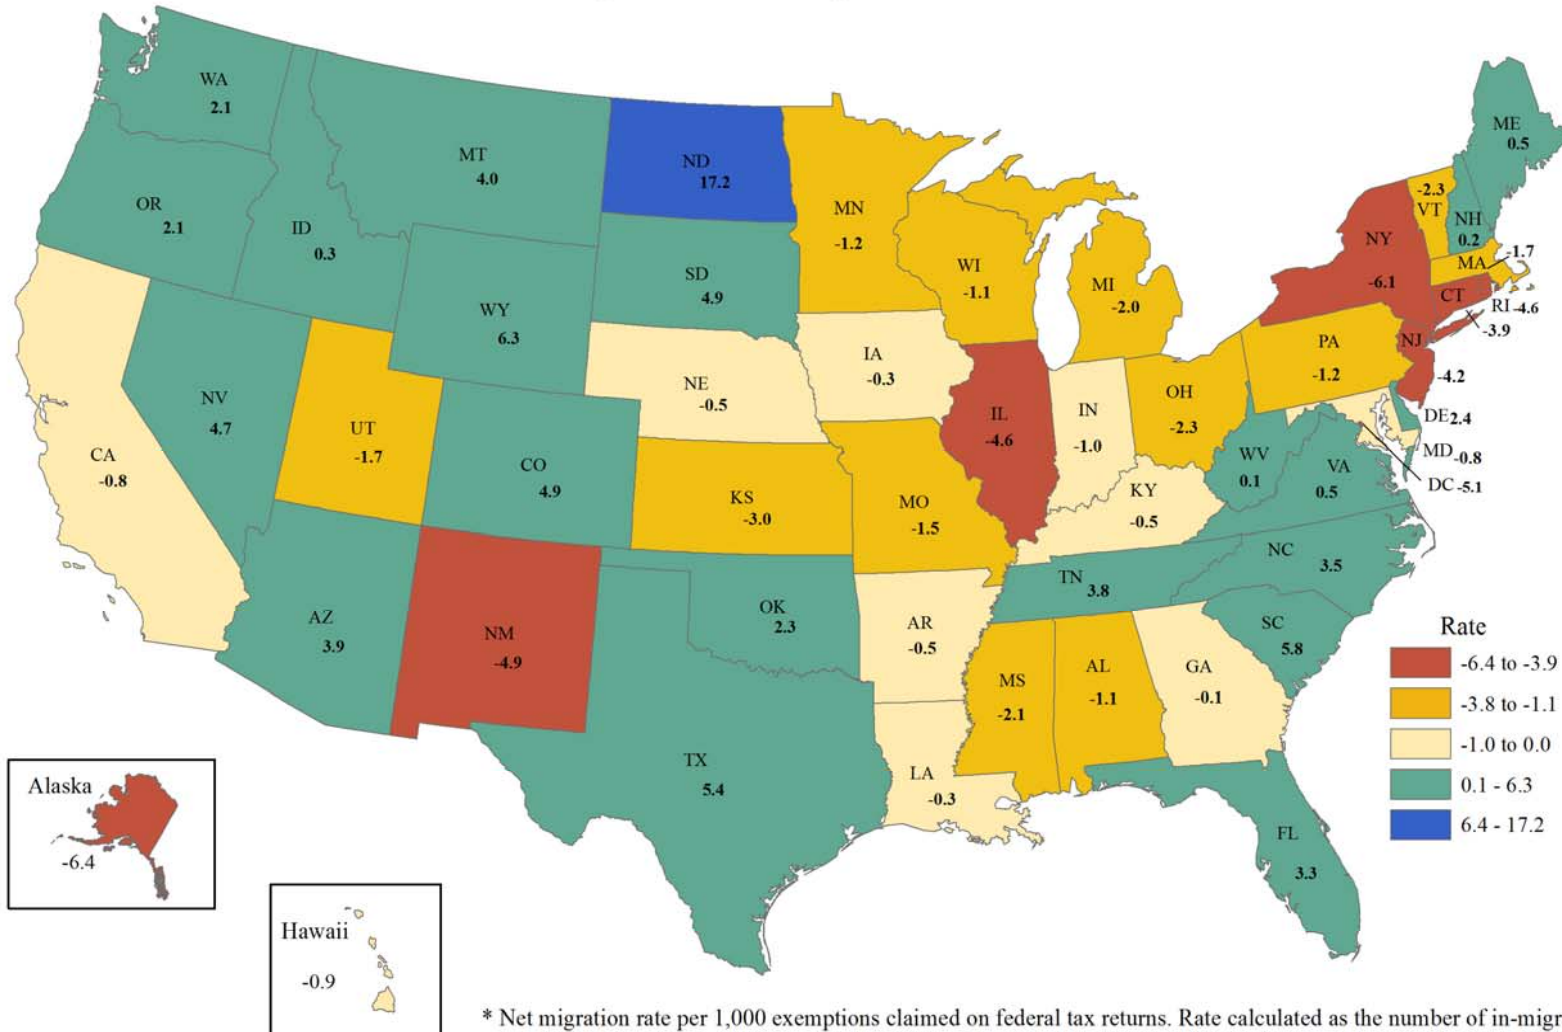 WA
2.1
MT
4.0
ND
17.2
MN
-1.2
OR
2.1
ID
0.3
SD
4.9
WY
6.3
WI
-1.1
MI
-2.0
NY
-6.1
-2.3
VT
NH
0.2
ME
0.5
MA
-1.7
CT
RI -4.6
-3.9
NJ
-4.2
PA
-1.2
IA
-0.3
NE
-0.5
NV
4.7
UT
-1.7
CA
-0.8
CO
4.9
KS
-3.0
MO
-1.5
IL
-4.6
IN
-1.0
OH
-2.3
DE 2.4
MD -0.8
DC -5.1
WV
0.1
VA
0.5
KY
-0.5
NC
3.5
TN
3.8
SC
5.8
AZ
3.9
NM
-4.9
OK
2.3
AR
-0.5
MS
-2.1
AL
-1.1
GA
-0.1
TX
5.4
LA
-0.3
FL
3.3
Rate
-6.4 to -3.9
-3.8 to -1.1
-1.0 to 0.0
0.1 - 6.3
6.4 - 17.2
Alaska
-6.4
Hawaii
-0.9
* Net migration rate per 1,000 exemptions claimed on federal tax returns. Rate calculated as the number of in-migr